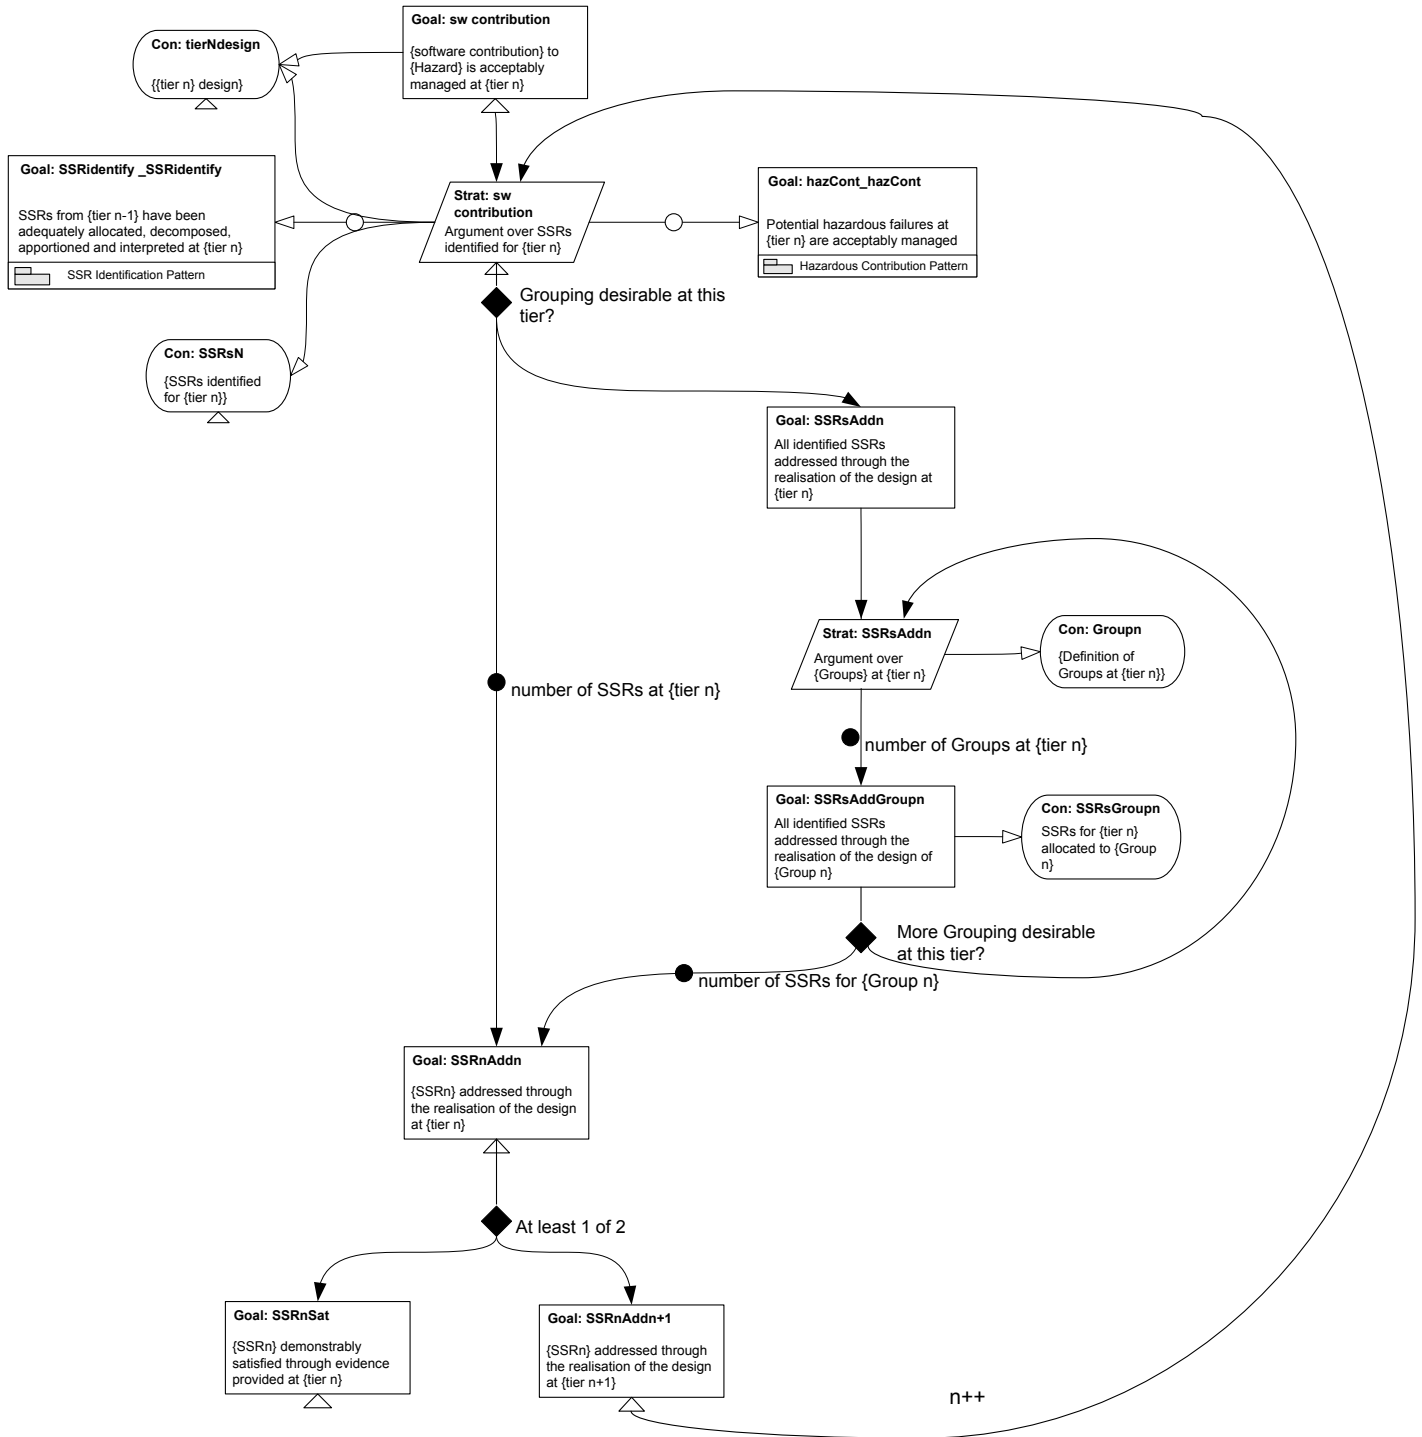 Goal: sw contribution
{software contribution} to
{Hazard} is acceptably
managed at {tier n}
Con: tierNdesign
{{tier n} design}
Goal: SSRidentify _SSRidentify
SSRs from {tier n-1} have been
adequately allocated, decomposed,
apportioned and interpreted at {tier n}
SSR Identification Pattern
Strat: sw
contribution
Argument over SSRs
identified for {tier n}
Goal: hazCont_hazCont
Potential hazardous failures at
{tier n} are acceptably managed
Hazardous Contribution Pattern
Grouping desirable at this
tier?
Con: SSRsN
{SSRs identified
for {tier n}}
Goal: SSRsAddn
All identified SSRs
addressed through the
realisation of the design at
{tier n}
Strat: SSRsAddn
Argument over
{Groups} at {tier n}
Con: Groupn
{Definition of
Groups at {tier n}}
number of SSRs at {tier n}
number of Groups at {tier n}
Goal: SSRsAddGroupn
All identified SSRs
addressed through the
realisation of the design of
{Group n}
Con: SSRsGroupn
SSRs for {tier n}
allocated to {Group
n}
More Grouping desirable
at this tier?
number of SSRs for {Group n}
Goal: SSRnAddn
{SSRn} addressed through
the realisation of the design
at {tier n}
At least 1 of 2
Goal: SSRnSat
{SSRn} demonstrably
satisfied through evidence
provided at {tier n}
Goal: SSRnAddn+1
{SSRn} addressed through
the realisation of the design
at {tier n+1}
n++